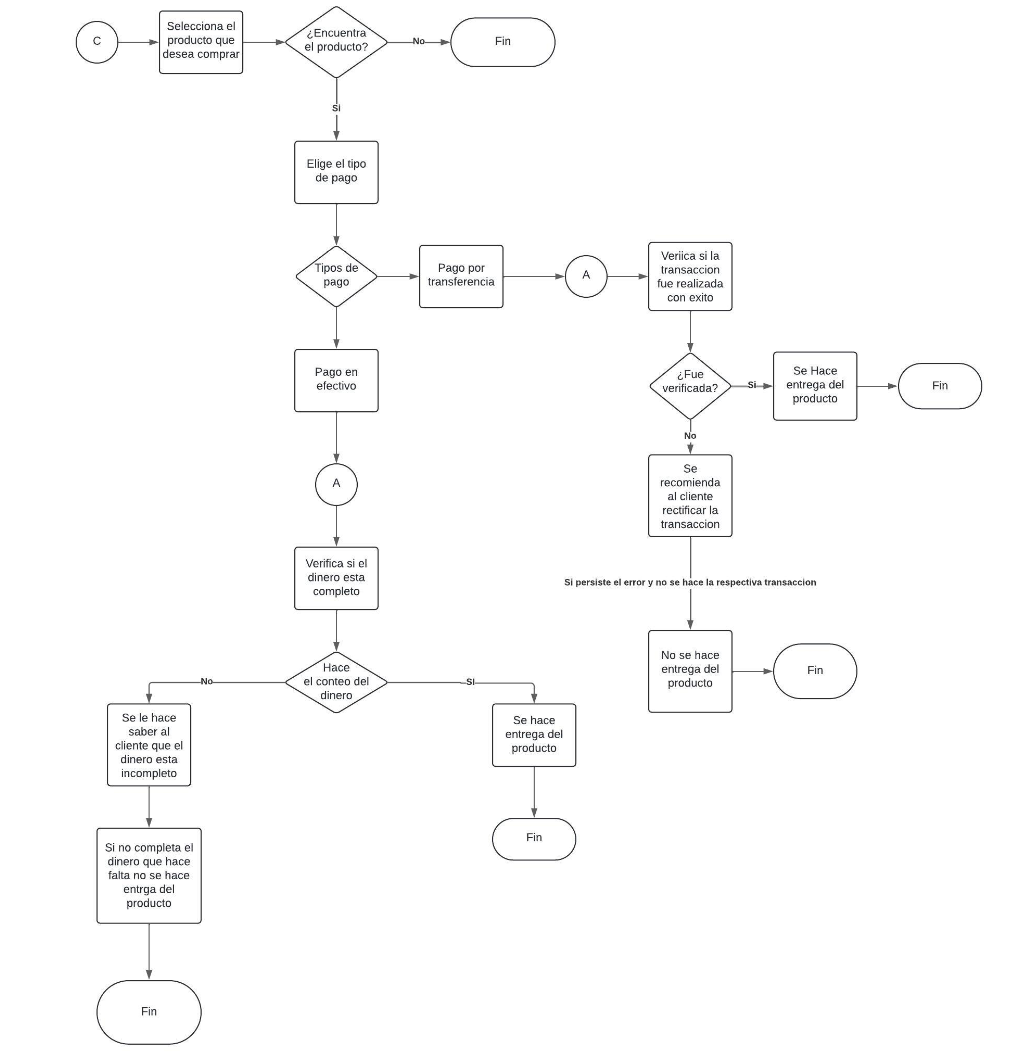 C
Selecciona el
producto que
desea comprar
¿Encuentra
el producto?
No
Fin
Si
Elige el tipo
de pago
Tipos de
pago
Pago por
transferencia
A
Veriica si la
transaccion
fue realizada
con exito
Pago en
efectivo
¿Fue
verificada?
Si
Se Hace
entrega del
producto
Fin
No
Se
recomienda
al cliente
rectificar la
transaccion
A
Verifica si el
dinero esta
completo
Si persiste el error y no se hace la respectiva transaccion
No se hace
entrega del
producto
Fin
Hace
el conteo del
dinero
No
SI
Se le hace
saber al
cliente que el
dinero esta
incompleto
Se hace
entrega del
producto
Fin
Si no completa el
dinero que hace
falta no se hace
entrga del
producto
Fin